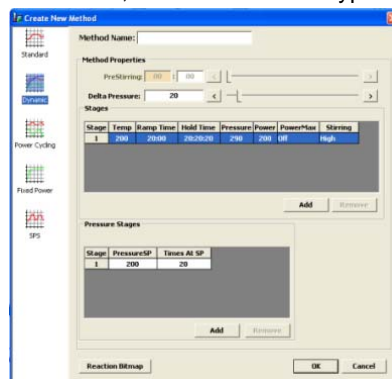 Create New Method
Standard
Dynamic
Power Cycling
Fixed Power
SPS
Method Name:
Method Properties
PreStirring: 00 : 00 < >
Delta Pressure: 20 < >
Stages
Stage Temp Ramp Time Hold Time Pressure Power PowerMax Stirring
1 200 20:00 20:20:20 290 200 Off High
Add Remove
Pressure Stages
Stage PressureSP Times At SP
1 200 20
Add Remove
Reaction Bitmap OK Cancel